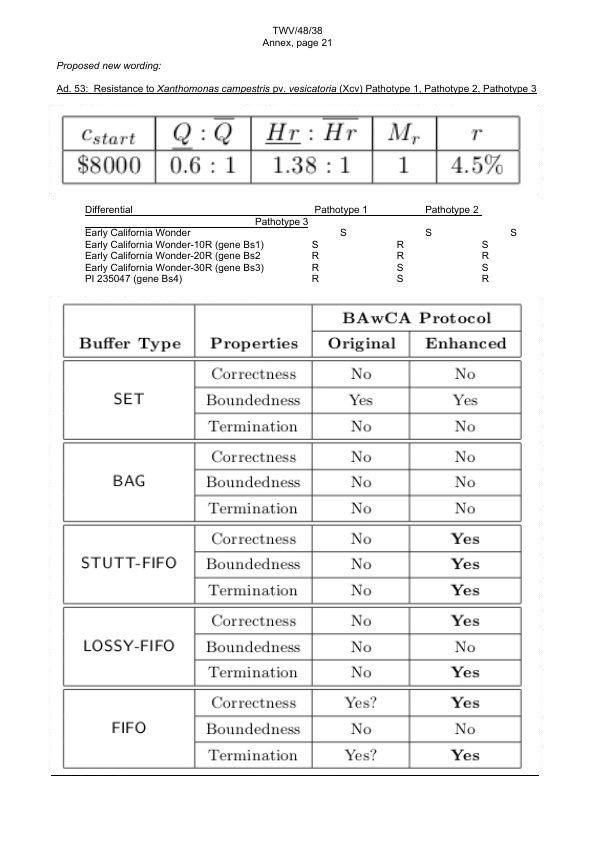 TWV/48/38
Annex, page 21
Proposed new wording:
Ad. 53: Resistance to Xanthomonas campestris pv. vesicatoria (Xcv) Pathotype 1, Pathotype 2, Pathotype 3
c_start Q : Q Hr : Hr M_r r
$8000 0.6 : 1 1.38 : 1 1 4.5%
Differential Pathotype 1 Pathotype 2
Pathotype 3
Early California Wonder S S S
Early California Wonder-10R (gene Bs1) S R S
Early California Wonder-20R (gene Bs2 R R R
Early California Wonder-30R (gene Bs3) R S S
PI 235047 (gene Bs4) R S R
BAwCA Protocol
Buffer Type Properties Original Enhanced
Correctness No No
SET Boundedness Yes Yes
Termination No No
Correctness No No
BAG Boundedness No No
Termination No No
Correctness No Yes
STUTT-FIFO Boundedness No Yes
Termination No Yes
Correctness No Yes
LOSSY-FIFO Boundedness No No
Termination No Yes
Correctness Yes? Yes
FIFO Boundedness No No
Termination Yes? Yes